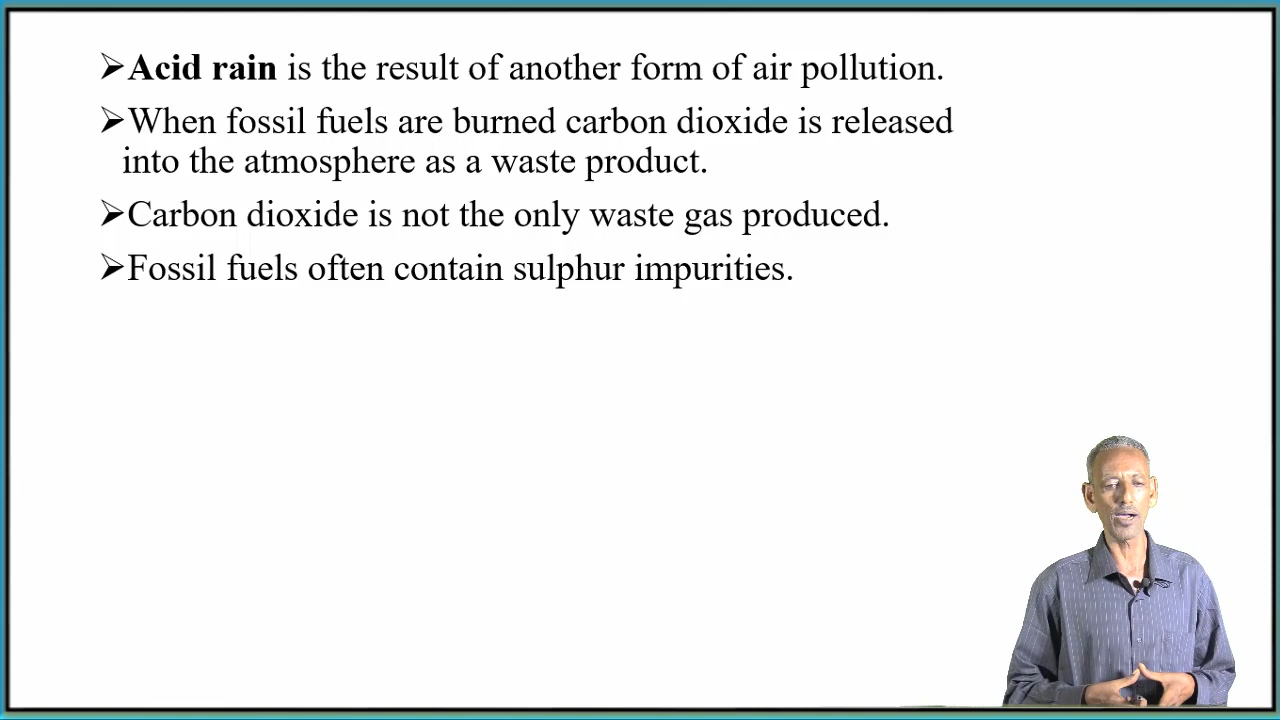 ➢Acid rain is the result of another form of air pollution.
➢When fossil fuels are burned carbon dioxide is released
into the atmosphere as a waste product.
➢Carbon dioxide is not the only waste gas produced.
➢Fossil fuels often contain sulphur impurities.